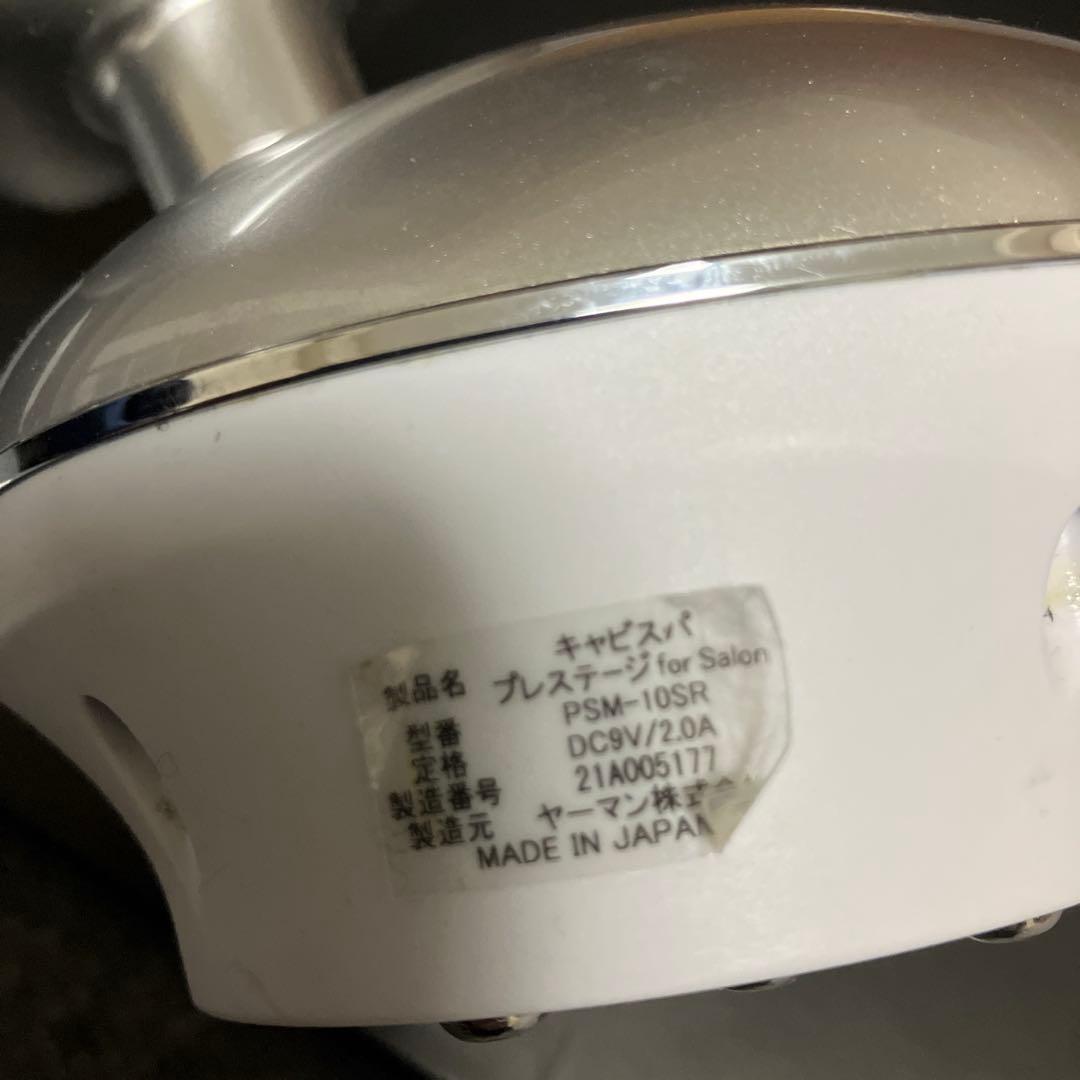 キャビスパ
製品名 プレステージ for Salon
型番 PSM-10SR
定格 DC9V/2.0A
製造番号 21A005177
製造元 ヤーマン株式会
MADE IN JAPAN